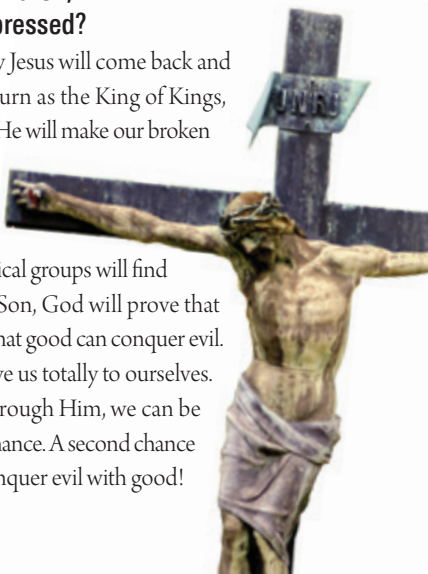 pressed?
y Jesus will come back and
urn as the King of Kings,
He will make our broken
INRI
ical groups will find
Son, God will prove that
hat good can conquer evil.
ve us totally to ourselves.
rough Him, we can be
hance. A second chance
nquer evil with good!